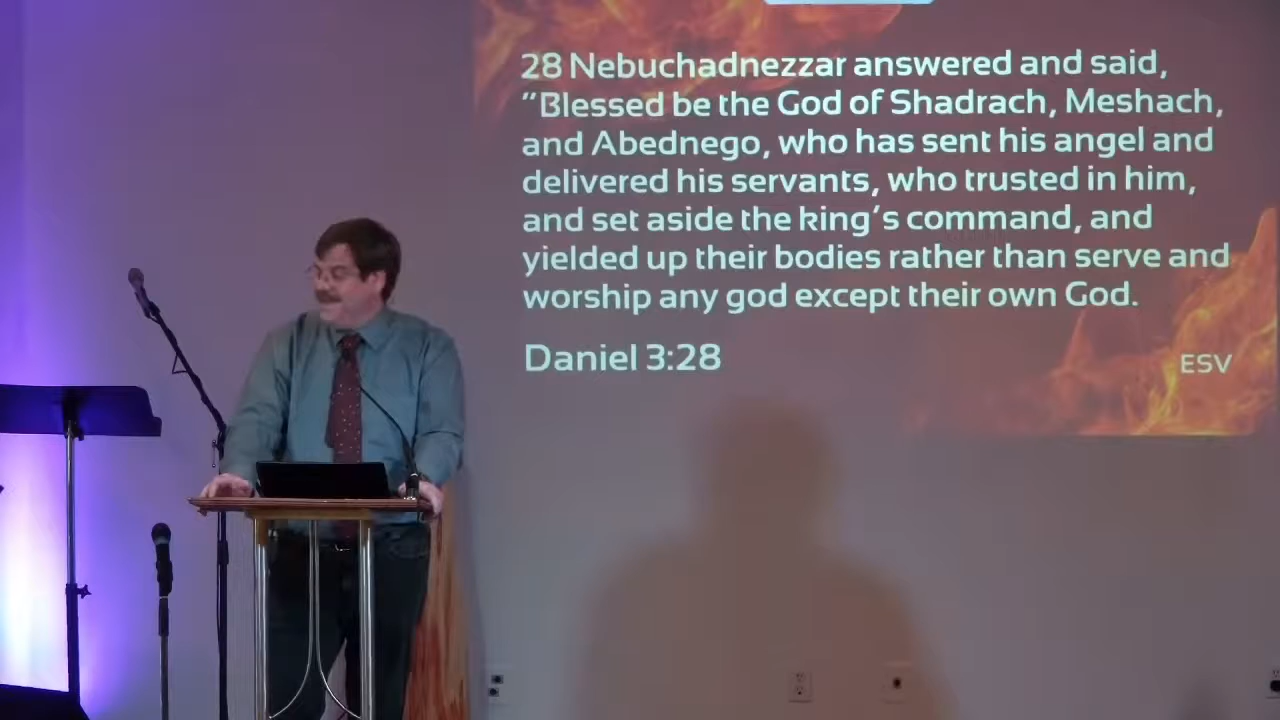 28 Nebuchadnezzar answered and said,
“Blessed be the God of Shadrach, Meshach,
and Abednego, who has sent his angel and
delivered his servants, who trusted in him,
and set aside the king’s command, and
yielded up their bodies rather than serve and
worship any god except their own God.
Daniel 3:28
ESV